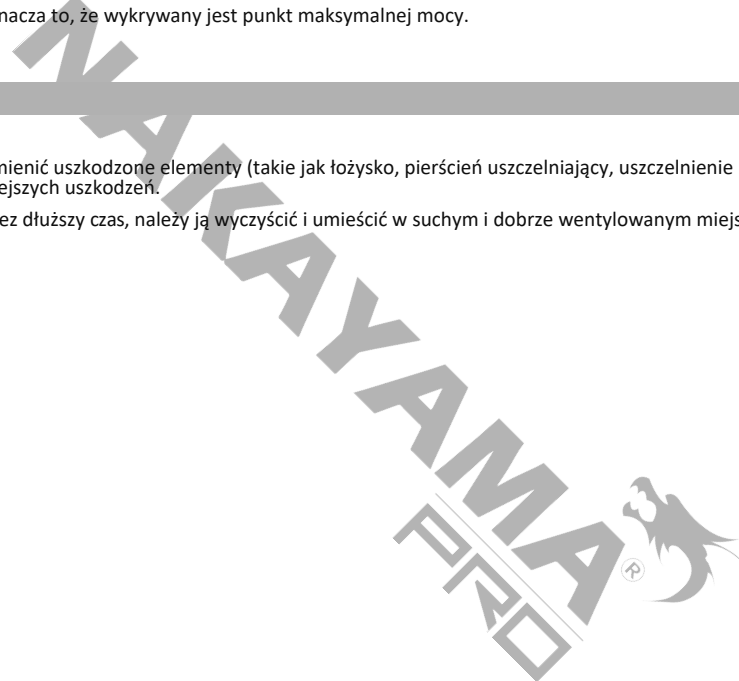 nacza to, że wykrywany jest punkt maksymalnej mocy.
mienić uszkodzone elementy (takie jak łożysko, pierścień uszczelniający, uszczelnienie
ejszych uszkodzeń.
ez dłuższy czas, należy ją wyczyścić i umieścić w suchym i dobrze wentylowanym miejs
NAKAYAMA
PRO
®